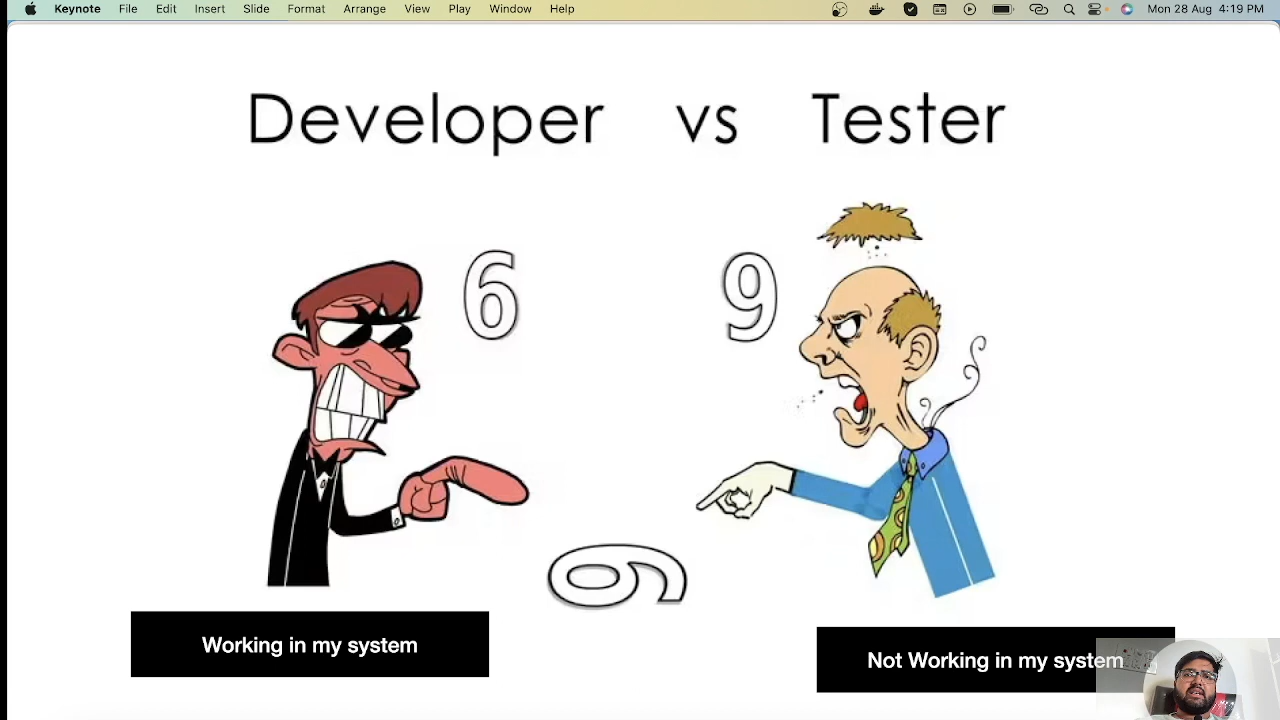 Keynote File Edit Insert Slide Format Arrange View Play Window Help Mon 28 Aug 4:19 PM
Developer vs Tester
6 9
6
Working in my system
Not Working in my system